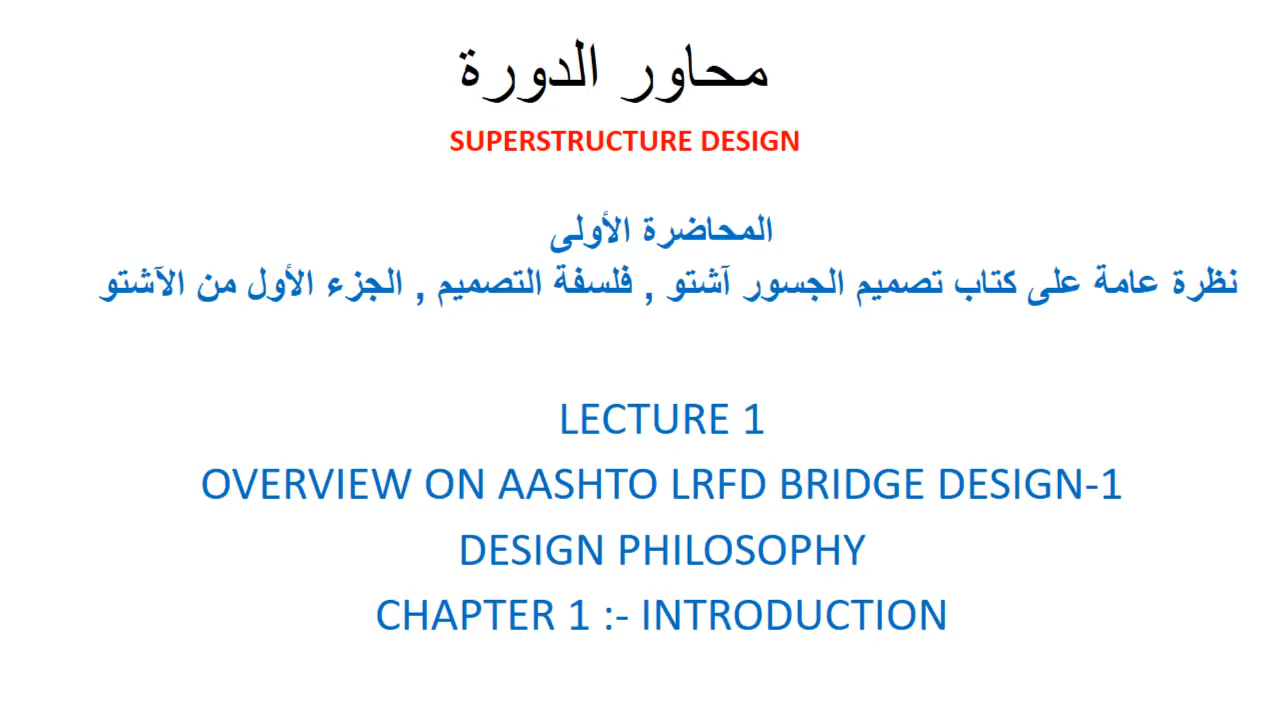 محاور الدورة
SUPERSTRUCTURE DESIGN
المحاضرة الأولى
نظرة عامة على كتاب تصميم الجسور آشتو , فلسفة التصميم , الجزء الأول من الآشتو
LECTURE 1
OVERVIEW ON AASHTO LRFD BRIDGE DESIGN-1
DESIGN PHILOSOPHY
CHAPTER 1 :- INTRODUCTION